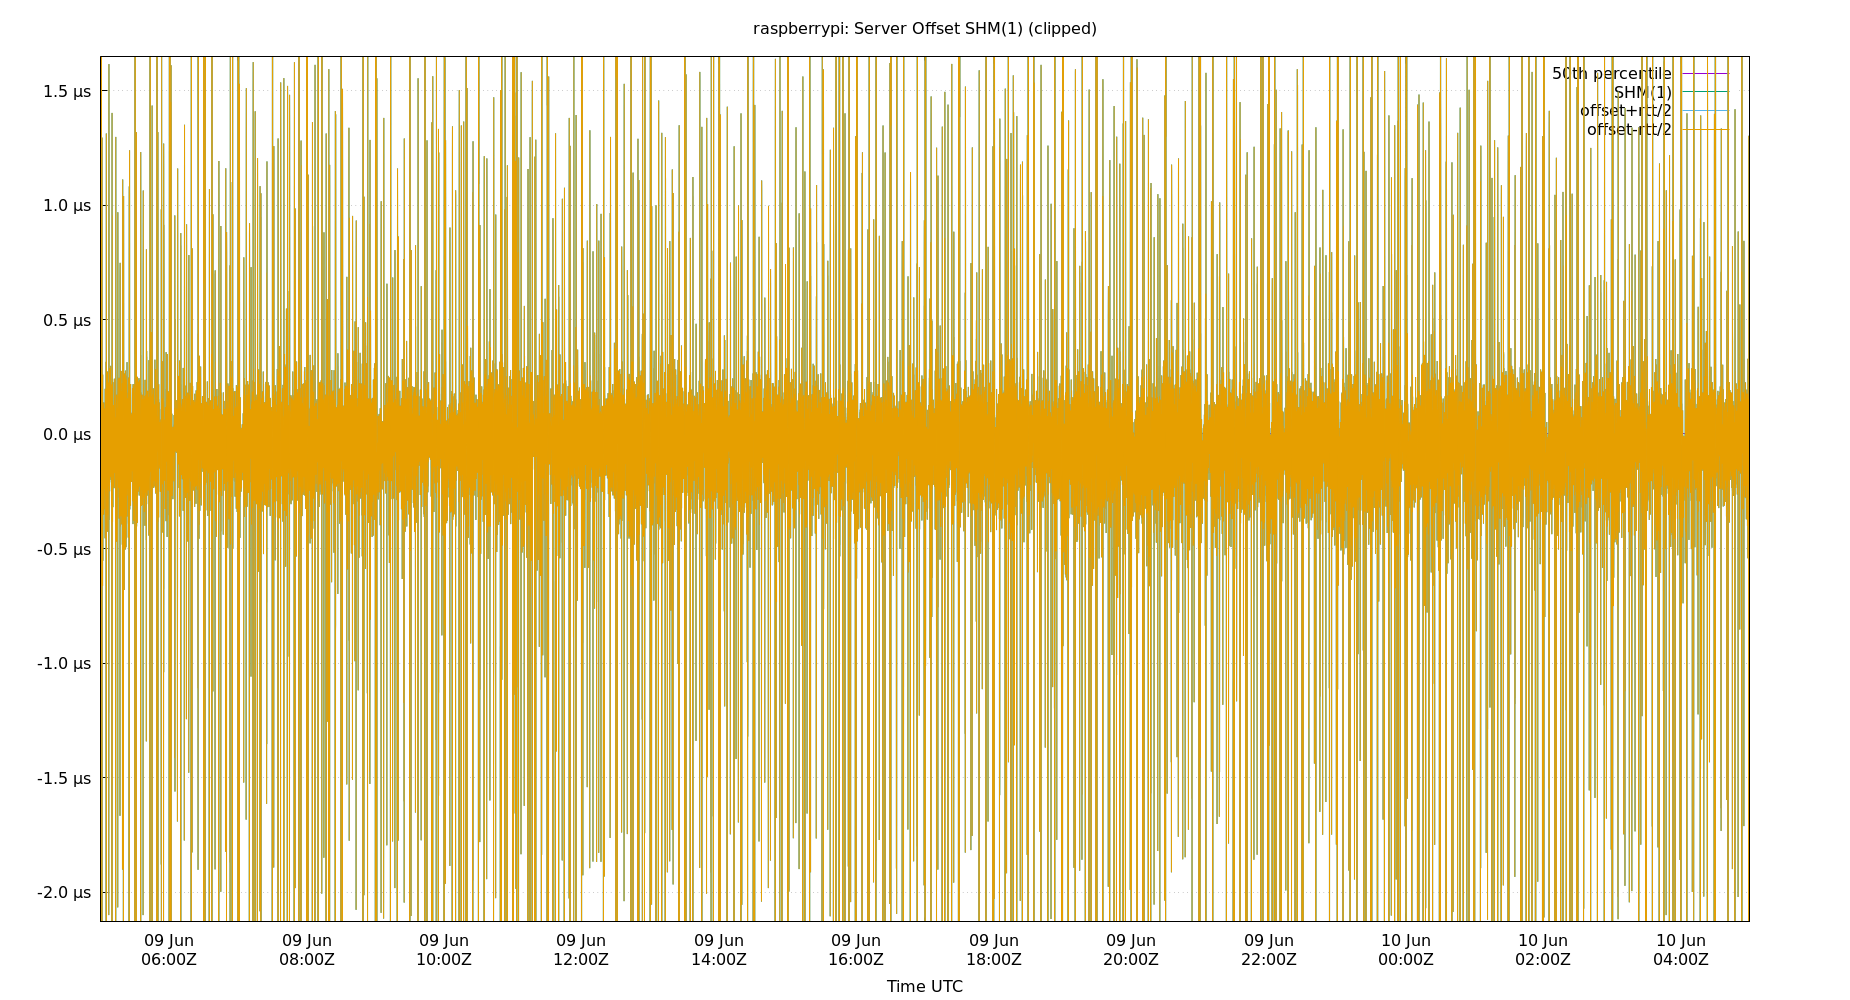 raspberrypi: Server Offset SHM(1) (clipped)
50th percentile
SHM(1)
offset+rtt/2
offset-rtt/2
1.5 µs
1.0 µs
0.5 µs
0.0 µs
-0.5 µs
-1.0 µs
-1.5 µs
-2.0 µs
09 Jun 09 Jun 09 Jun 09 Jun 09 Jun 09 Jun 09 Jun 09 Jun 09 Jun 10 Jun 10 Jun 10 Jun
06:00Z 08:00Z 10:00Z 12:00Z 14:00Z 16:00Z 18:00Z 20:00Z 22:00Z 00:00Z 02:00Z 04:00Z
Time UTC